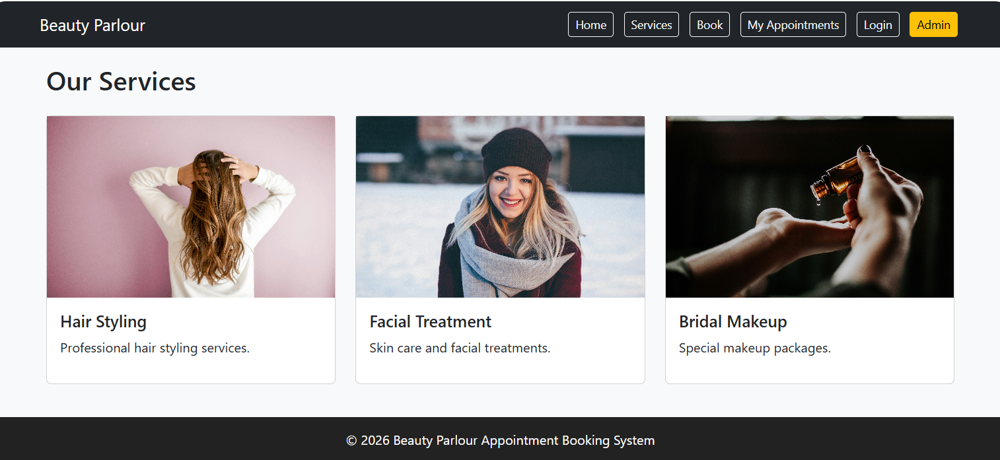 Beauty Parlour
Home
Services
Book
My Appointments
Login
Admin
Our Services
Hair Styling
Professional hair styling services.
Facial Treatment
Skin care and facial treatments.
Bridal Makeup
Special makeup packages.
© 2026 Beauty Parlour Appointment Booking System